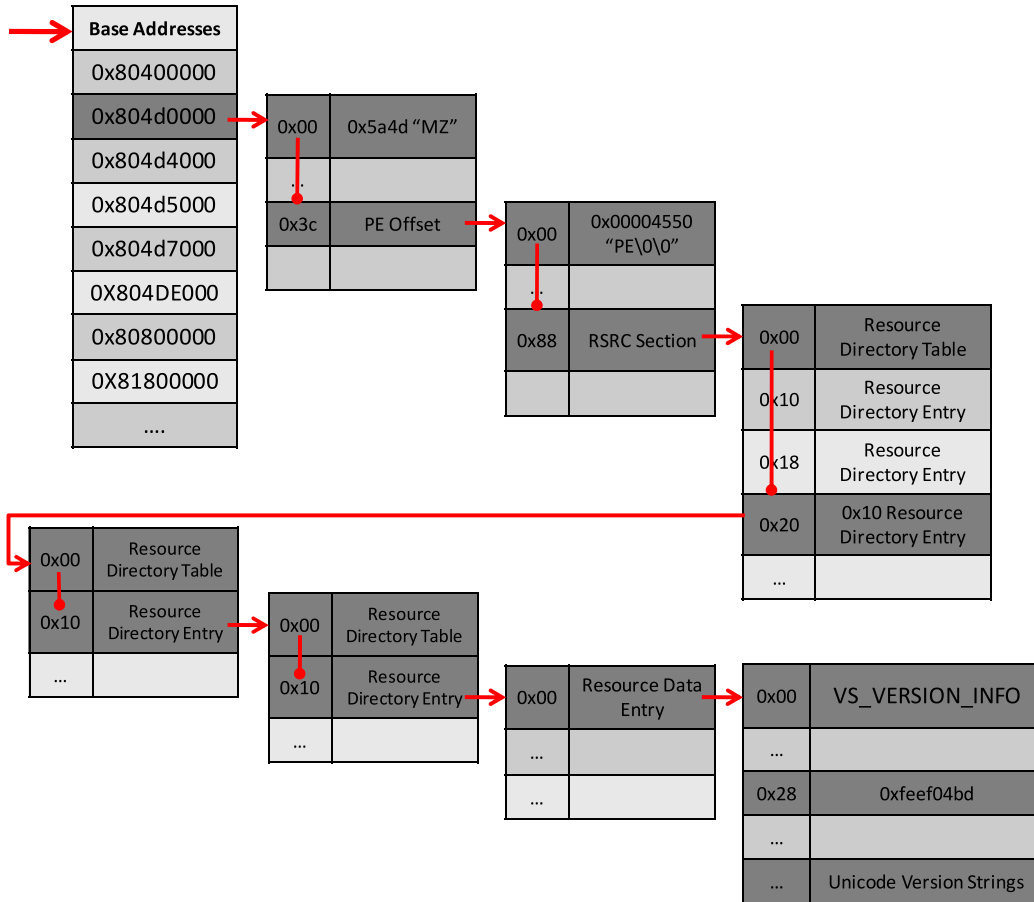 Base Addresses
0x80400000
0x804d0000
0x804d4000
0x804d5000
0x804d7000
0X804DE000
0x80800000
0X81800000
....
0x00 0x5a4d “MZ”
...
0x3c PE Offset
0x00 0x00004550
“PE\0\0”
...
0x88 RSRC Section
0x00 Resource
Directory Table
0x10 Resource
Directory Entry
0x18 Resource
Directory Entry
0x20 0x10 Resource
Directory Entry
...
0x00 Resource
Directory Table
0x10 Resource
Directory Entry
...
0x00 Resource
Directory Table
0x10 Resource
Directory Entry
...
0x00 Resource Data
Entry
...
...
0x00 VS_VERSION_INFO
...
0x28 0xfeef04bd
...
... Unicode Version Strings